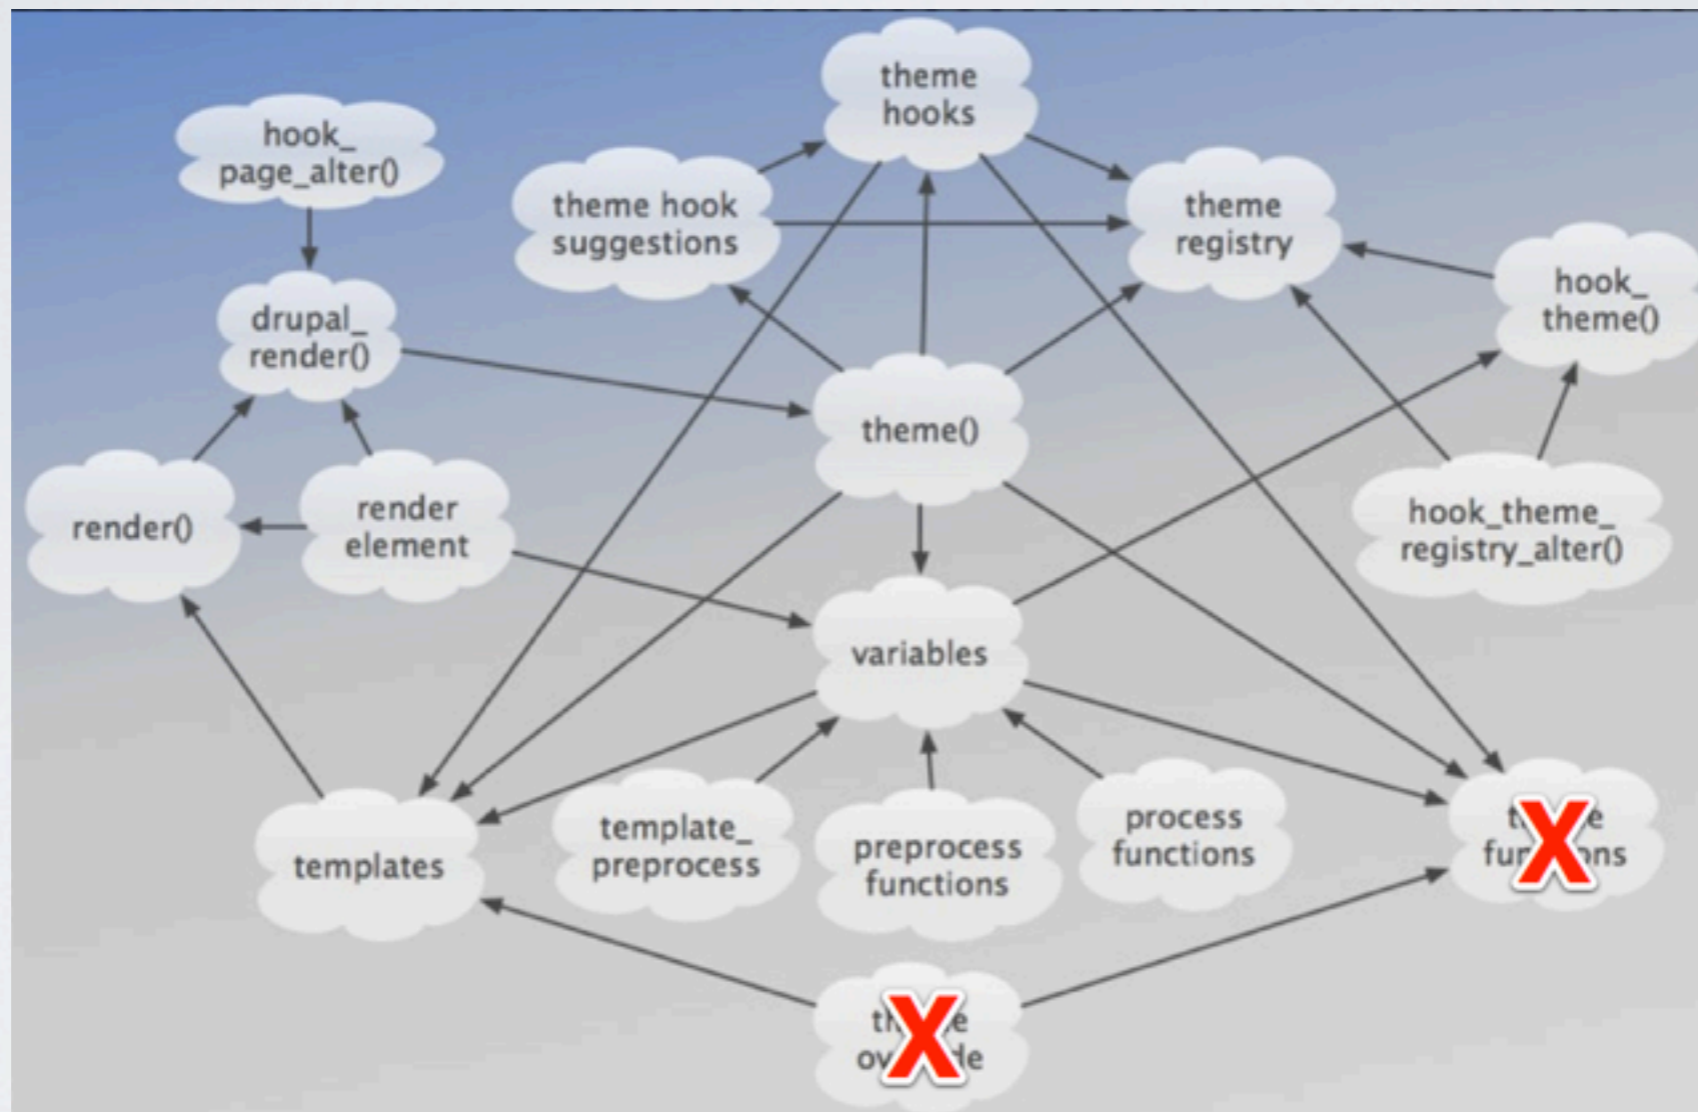 theme
hooks
hook_
page_alter()
theme hook
suggestions
theme
registry
hook_
theme()
drupal_
render()
theme()
render()
render
element
hook_theme_
registry_alter()
variables
templates
template_
preprocess
preprocess
functions
process
functions
X
X